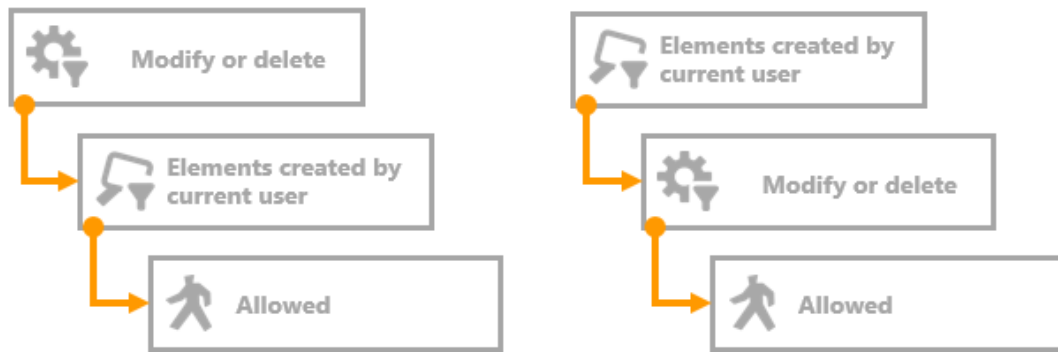 Modify or delete
Elements created by
current user
Allowed
Elements created by
current user
Modify or delete
Allowed